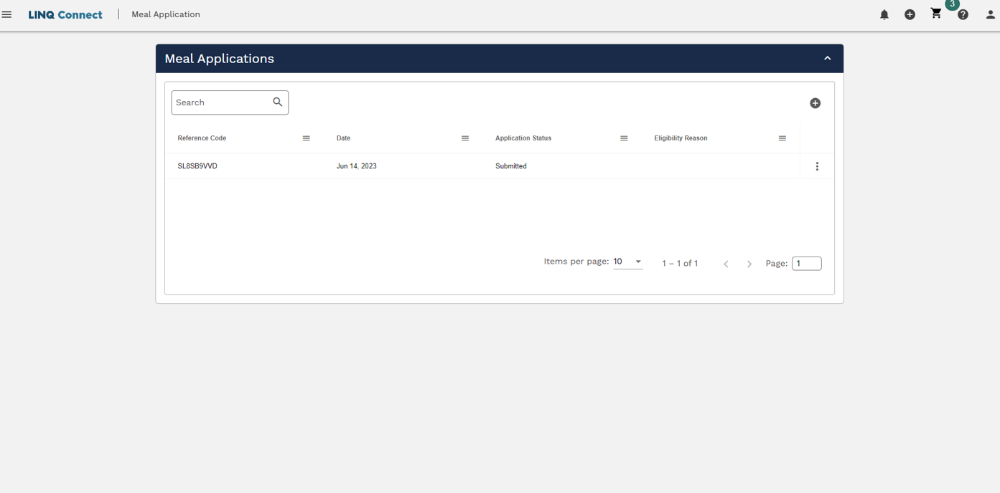 LINQ Connect Meal Application 3
Meal Applications
Search
Reference Code Date Application Status Eligibility Reason
SL8SB9VVD Jun 14, 2023 Submitted
Items per page: 10 1 – 1 of 1 Page: 1